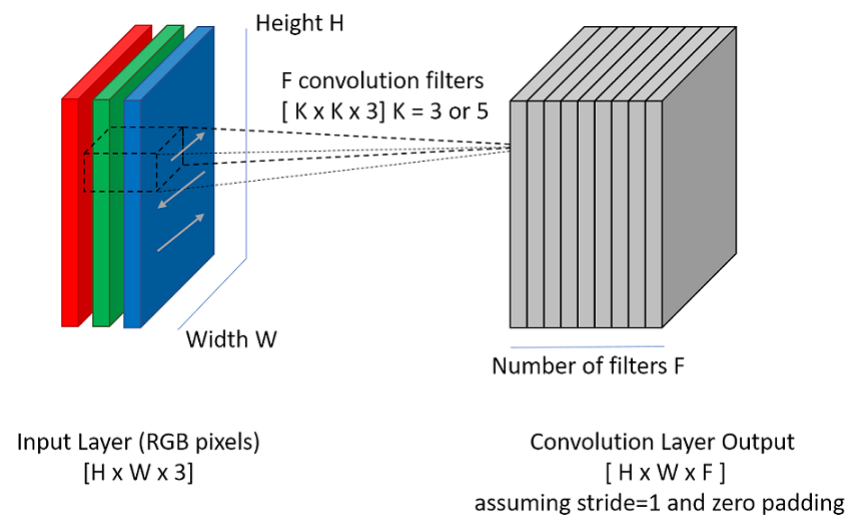 Height H
F convolution filters
[ K x K x 3] K = 3 or 5
Width W
Number of filters F
Input Layer (RGB pixels)
[H x W x 3]
Convolution Layer Output
[ H x W x F ]
assuming stride=1 and zero padding